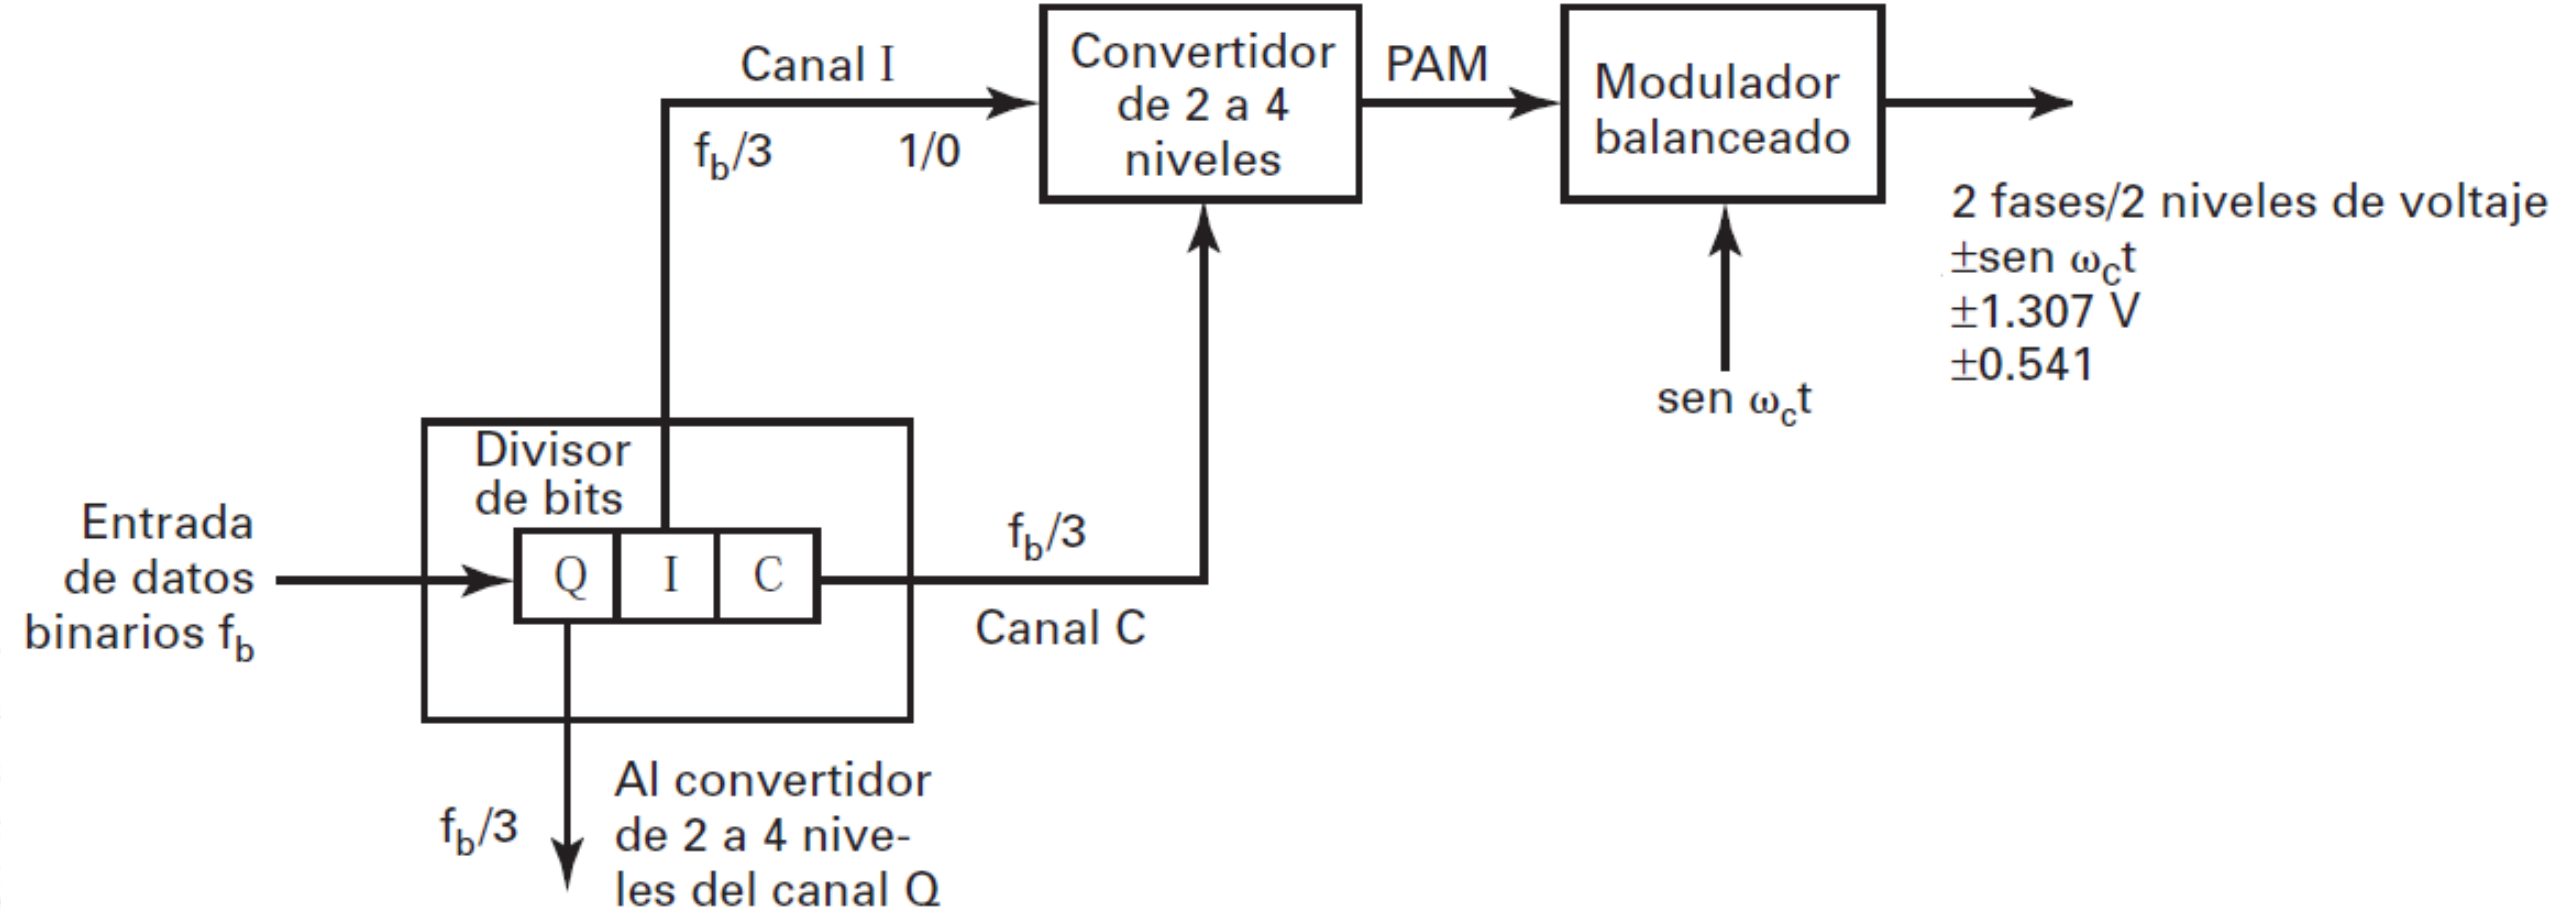 Canal I
f_b/3
1/0
Convertidor
de 2 a 4
niveles
PAM
Modulador
balanceado
sen ω_ct
2 fases/2 niveles de voltaje
±sen ω_ct
±1.307 V
±0.541
Entrada
de datos
binarios f_b
Divisor
de bits
Q I C
f_b/3
Canal C
f_b/3
Al convertidor
de 2 a 4 nive-
les del canal Q